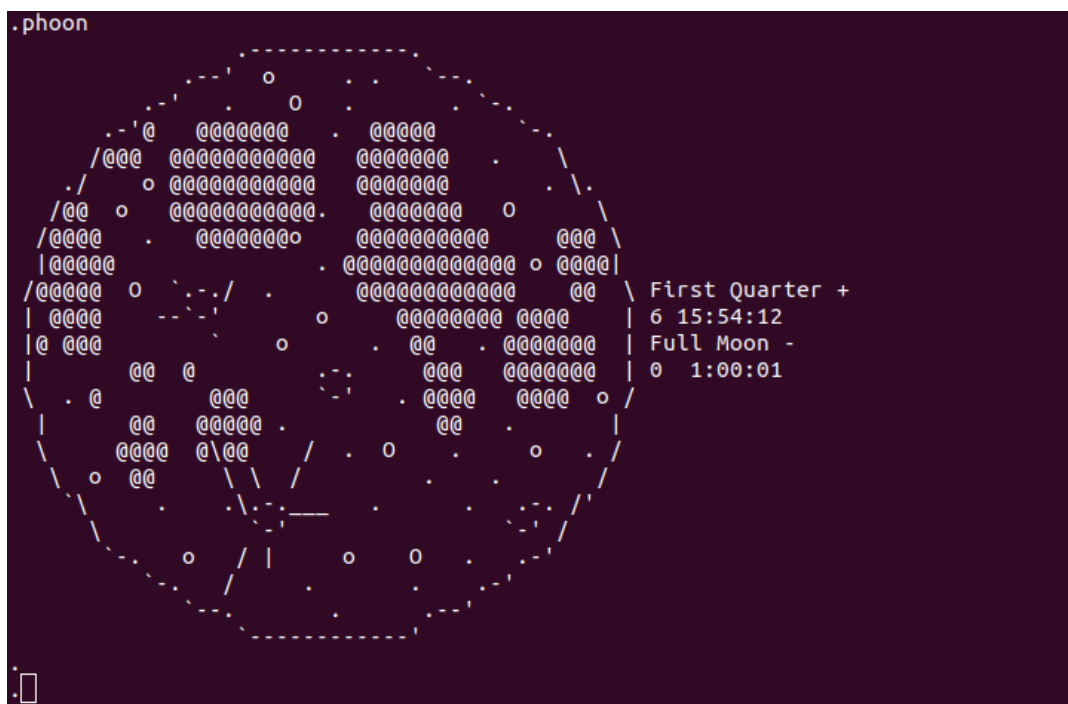 .phoon
First Quarter +
6 15:54:12
Full Moon -
0  1:00:01
.
.